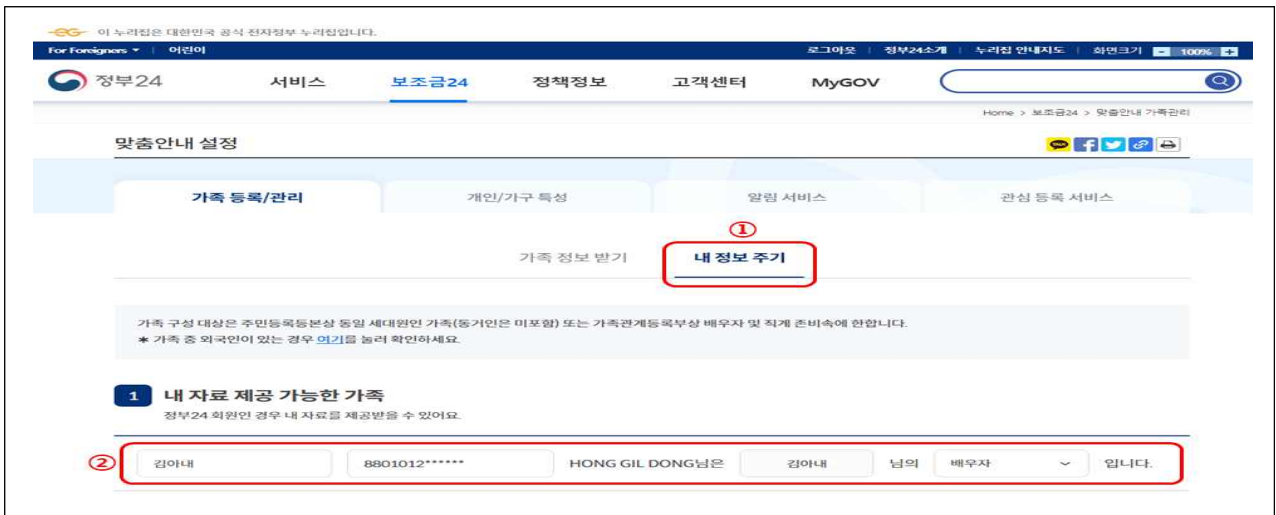 이 누리집은 대한민국 공식 전자정부 누리집입니다.
For Foreigners 어린이 로그아웃 정부24소개 누리집 안내지도 화면크기 - 100% +
정부24 서비스 보조금24 정책정보 고객센터 MyGOV
Home > 보조금24 > 맞춤안내 가족관리
맞춤안내 설정
가족 등록/관리 개인/가구 특성 알림 서비스 관심 등록 서비스
①
가족 정보 받기 내 정보 주기
가족 구성 대상은 주민등록등본상 동일 세대원인 가족(동거인은 미포함) 또는 가족관계등록부상 배우자 및 직계 존비속에 한합니다.
* 가족 중 외국인이 있는 경우 여기를 눌러 확인하세요.
1 내 자료 제공 가능한 가족
정부24 회원인 경우 내 자료를 제공받을 수 있어요.
② 김아내 8801012****** HONG GIL DONG님은 김아내 님의 배우자 입니다.